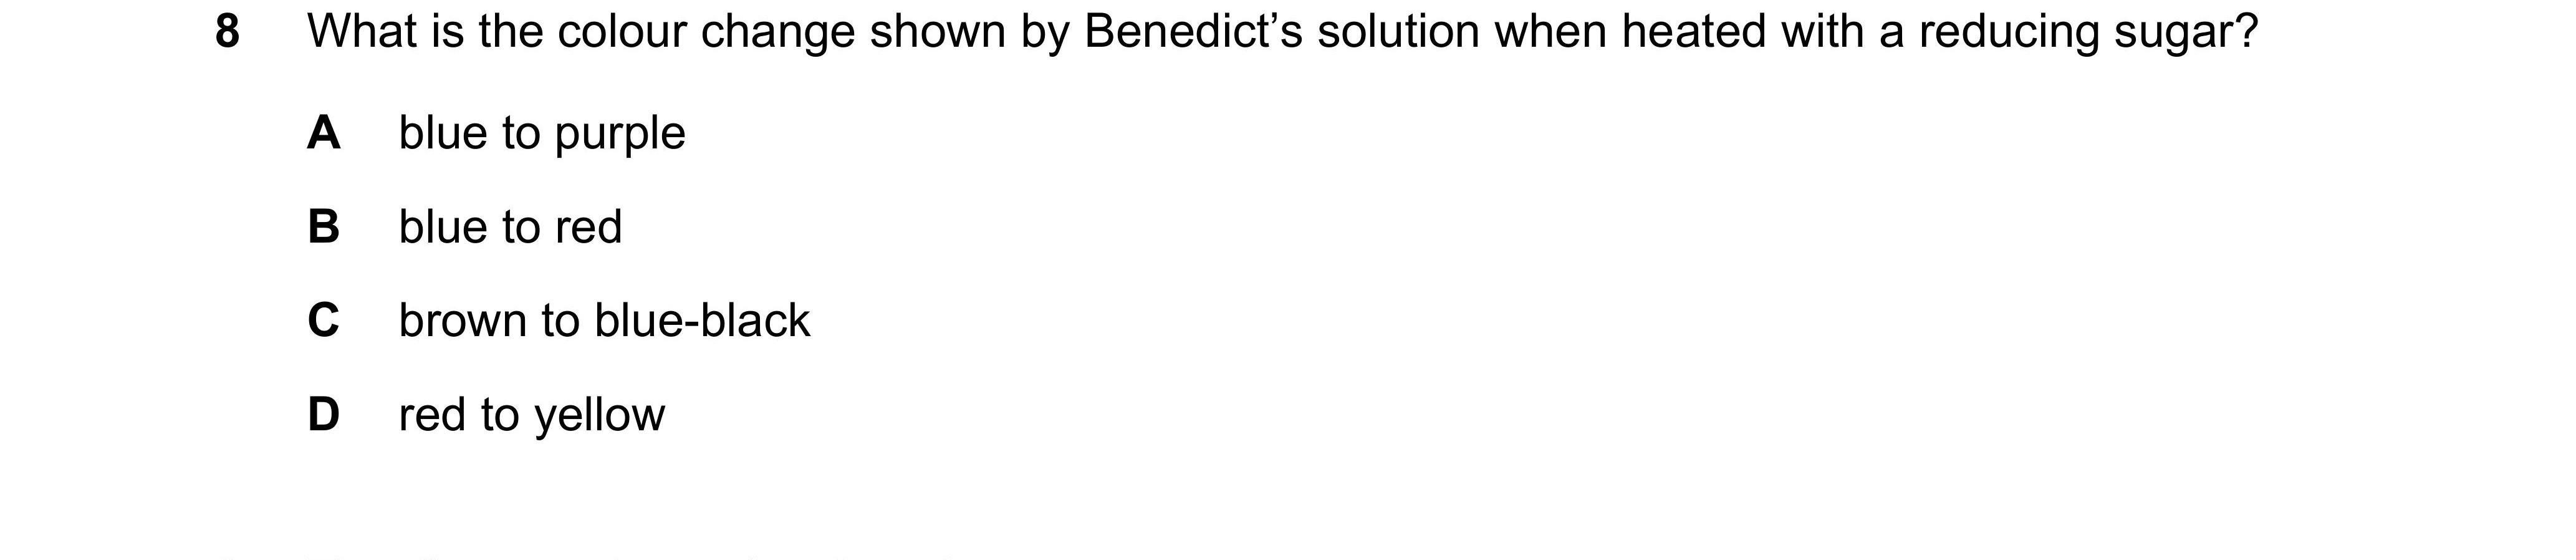 8 What is the colour change shown by Benedict’s solution when heated with a reducing sugar?
A blue to purple
B blue to red
C brown to blue-black
D red to yellow